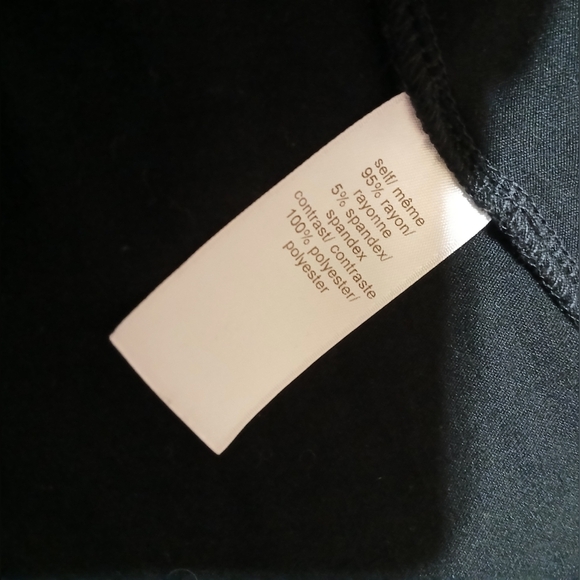 self/ même
95% rayon/
rayonne
5% spandex/
spandex
contrast/ contraste
100% polyester/
polyester